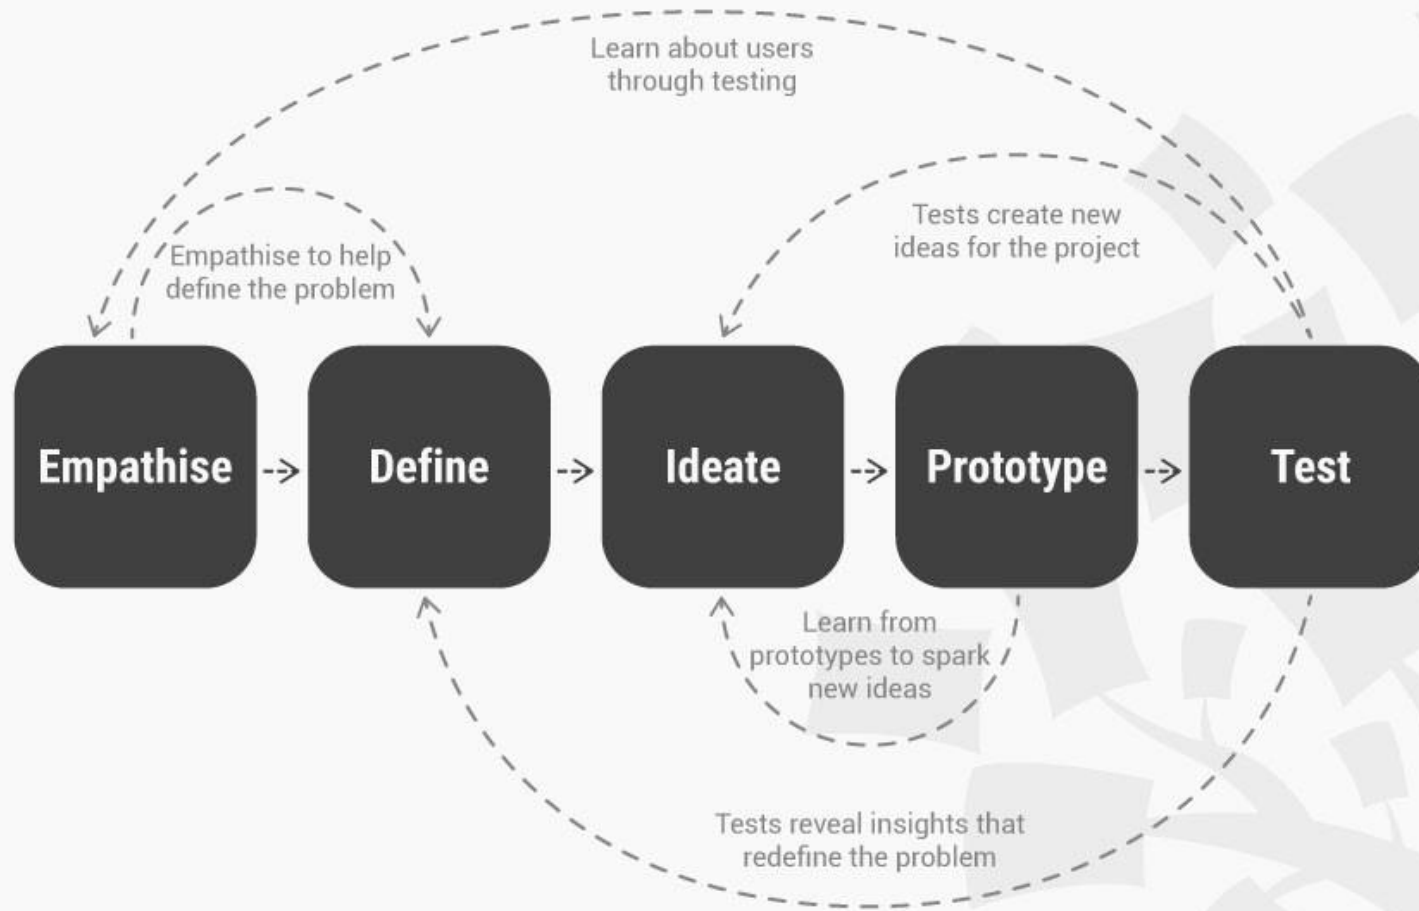 Learn about users
through testing
Tests create new
ideas for the project
Empathise to help
define the problem
Empathise
Define
Ideate
Prototype
Test
Learn from
prototypes to spark
new ideas
Tests reveal insights that
redefine the problem